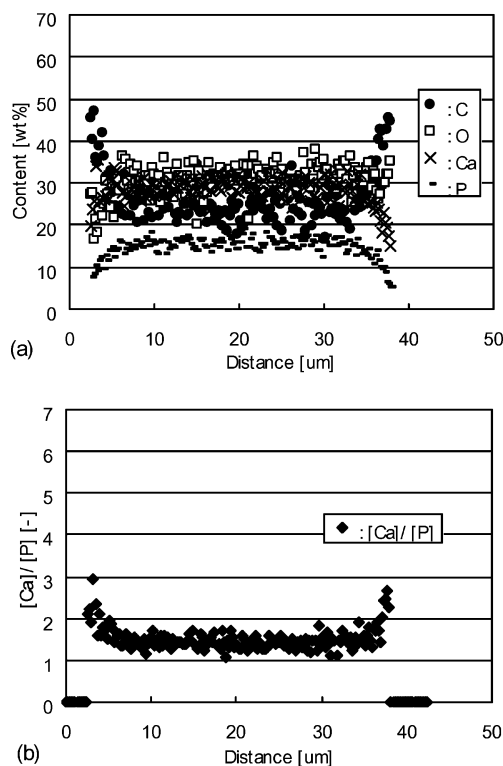 70
60
50
40
30
20
10
0
Content [wt%]
: C
: O
: Ca
: P
0 10 20 30 40 50
Distance [um]
(a)
7
6
5
4
3
2
1
0
[Ca]/ [P] [-]
: [Ca]/ [P]
0 10 20 30 40 50
Distance [um]
(b)